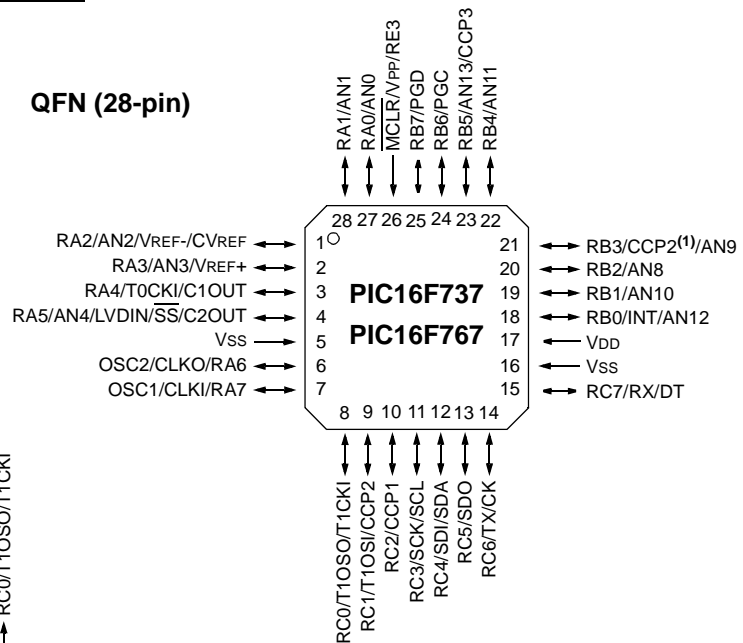 QFN (28-pin)
RA1/AN1
RA0/AN0
MCLR/VPP/RE3
RB7/PGD
RB6/PGC
RB5/AN13/CCP3
RB4/AN11
28 27 26 25 24 23 22
RA2/AN2/VREF-/CVREF
RA3/AN3/VREF+
RA4/T0CKI/C1OUT
RA5/AN4/LVDIN/SS/C2OUT
VSS
OSC2/CLKO/RA6
OSC1/CLKI/RA7
1
2
3
4
5
6
7
PIC16F737
PIC16F767
21
20
19
18
17
16
15
RB3/CCP2(1)/AN9
RB2/AN8
RB1/AN10
RB0/INT/AN12
VDD
VSS
RC7/RX/DT
8 9 10 11 12 13 14
RC0/T1OSO/T1CKI
RC1/T1OSI/CCP2
RC2/CCP1
RC3/SCK/SCL
RC4/SDI/SDA
RC5/SDO
RC6/TX/CK
RC0/T1OSO/T1CKI